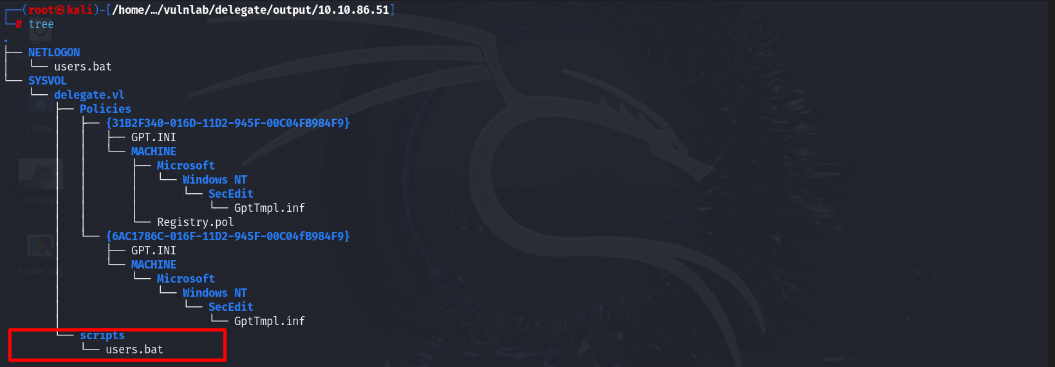 ┌──(root㉿kali)-[/home/…/vulnlab/delegate/output/10.10.86.51]
└─# tree
.
├── NETLOGON
│   └── users.bat
└── SYSVOL
    └── delegate.vl
        ├── Policies
        │   ├── {31B2F340-016D-11D2-945F-00C04FB984F9}
        │   │   ├── GPT.INI
        │   │   └── MACHINE
        │   │       ├── Microsoft
        │   │       │   └── Windows NT
        │   │       │       └── SecEdit
        │   │       │           └── GptTmpl.inf
        │   │       └── Registry.pol
        │   └── {6AC1786C-016F-11D2-945F-00C04fB984F9}
        │       ├── GPT.INI
        │       └── MACHINE
        │           └── Microsoft
        │               └── Windows NT
        │                   └── SecEdit
        │                       └── GptTmpl.inf
        └── scripts
            └── users.bat